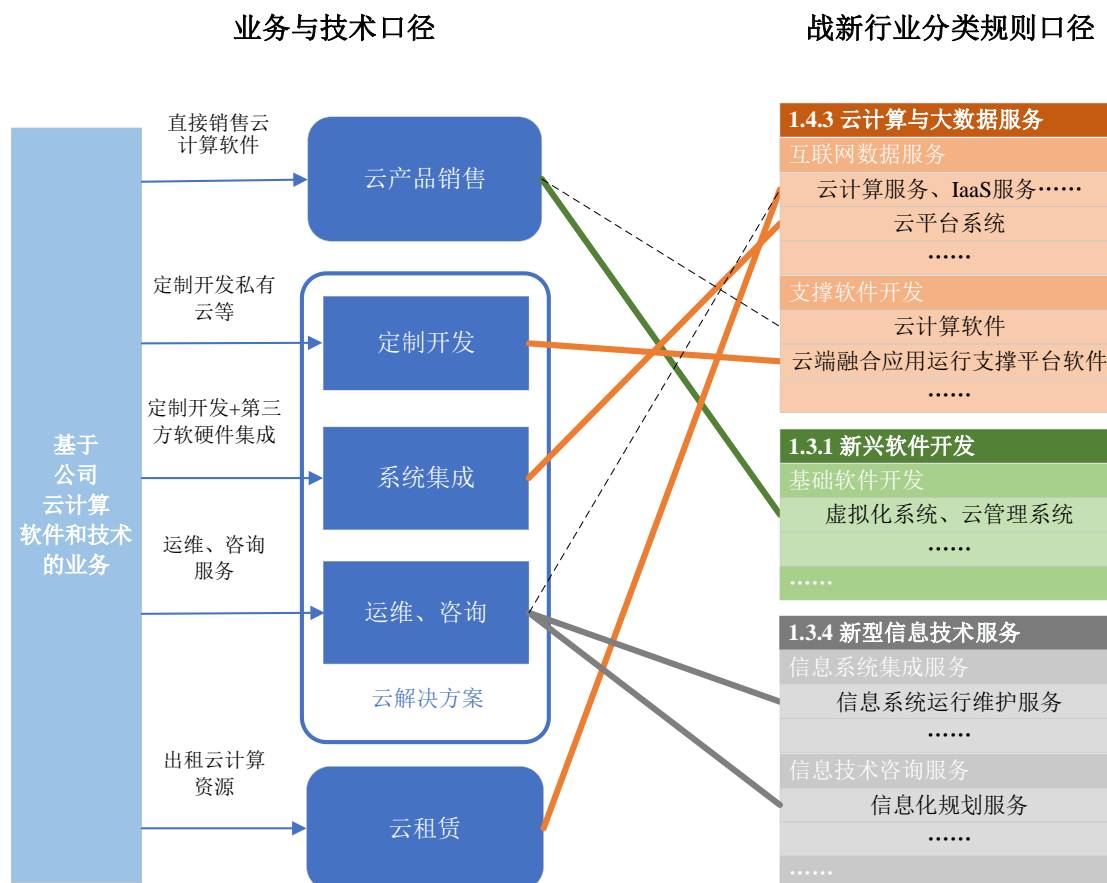 业务与技术口径
战新行业分类规则口径
基于
公司
云计算
软件和技术
的业务
直接销售云
计算软件
云产品销售
定制开发私有
云等
定制开发
定制开发+第三
方软硬件集成
系统集成
运维、咨询
服务
运维、咨询
云解决方案
出租云计算
资源
云租赁
1.4.3 云计算与大数据服务
互联网数据服务
云计算服务、IaaS服务……
云平台系统
……
支撑软件开发
云计算软件
云端融合应用运行支撑平台软件
……
1.3.1 新兴软件开发
基础软件开发
虚拟化系统、云管理系统
……
……
1.3.4 新型信息技术服务
信息系统集成服务
信息系统运行维护服务
……
信息技术咨询服务
信息化规划服务
……
……